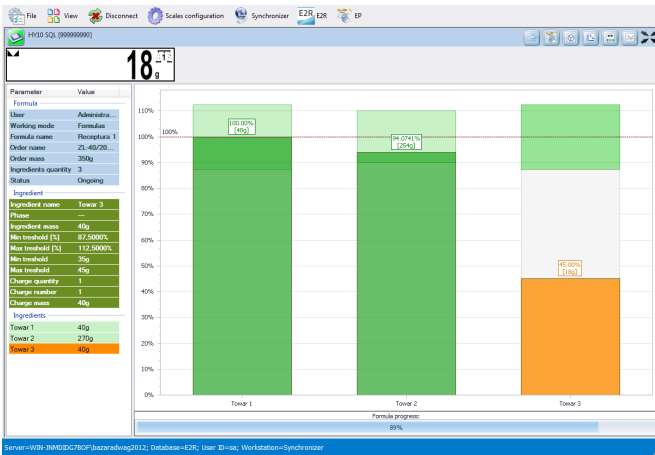 File View Disconnect Scales configuration Synchronizer E2R E2R EP
HY10 SQL [9999999990]
18 g
Parameter Value
Formula
User Administra...
Working mode Formulas
Formula name Receptura 1
Order name ZL-40/20...
Order mass 350g
Ingredients quantity 3
Status Ongoing
Ingredient
Ingredient name Towar 3
Phase ---
Ingredient mass 40g
Min treshold [%] 87,5000%
Max treshold [%] 112,5000%
Min treshold 35g
Max treshold 45g
Charge quantity 1
Charge number 1
Charge mass 40g
Ingredients
Towar 1 40g
Towar 2 270g
Towar 3 40g
110%
100%
90%
80%
70%
60%
50%
40%
30%
20%
10%
0%
100%
100.00%
[40g]
94.0741%
[254g]
45.00%
[18g]
Towar 1 Towar 2 Towar 3
Formula progress:
89%
Server=WIN-JNM0IDG78OF\bazaradwag2012; Database=E2R; User ID=sa; Workstation=Synchronizer